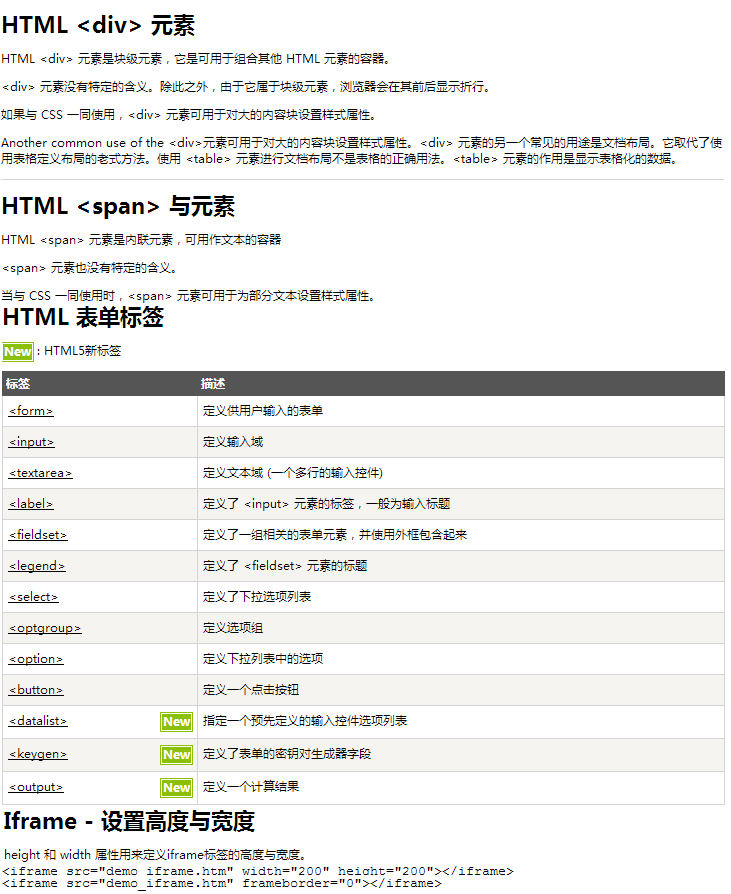 HTML <div> 元素
HTML <div> 元素是块级元素，它是可用于组合其他 HTML 元素的容器。
<div> 元素没有特定的含义。除此之外，由于它属于块级元素，浏览器会在其前后显示折行。
如果与 CSS 一同使用，<div> 元素可用于对大的内容块设置样式属性。
Another common use of the <div>元素可用于对大的内容块设置样式属性。<div> 元素的另一个常见的用途是文档布局。它取代了使
用表格定义布局的老式方法。使用 <table> 元素进行文档布局不是表格的正确用法。<table> 元素的作用是显示表格化的数据。
HTML <span> 与元素
HTML <span> 元素是内联元素，可用作文本的容器
<span> 元素也没有特定的含义。
当与 CSS 一同使用时，<span> 元素可用于为部分文本设置样式属性。
HTML 表单标签
New : HTML5新标签
标签 描述
<form> 定义供用户输入的表单
<input> 定义输入域
<textarea> 定义文本域 (一个多行的输入控件)
<label> 定义了 <input> 元素的标签，一般为输入标题
<fieldset> 定义了一组相关的表单元素，并使用外框包含起来
<legend> 定义了 <fieldset> 元素的标题
<select> 定义了下拉选项列表
<optgroup> 定义选项组
<option> 定义下拉列表中的选项
<button> 定义一个点击按钮
<datalist> New 指定一个预先定义的输入控件选项列表
<keygen> New 定义了表单的密钥对生成器字段
<output> New 定义一个计算结果
Iframe - 设置高度与宽度
height 和 width 属性用来定义iframe标签的高度与宽度。
<iframe src="demo_iframe.htm" width="200" height="200"></iframe>
<iframe src="demo_iframe.htm" frameborder="0"></iframe>